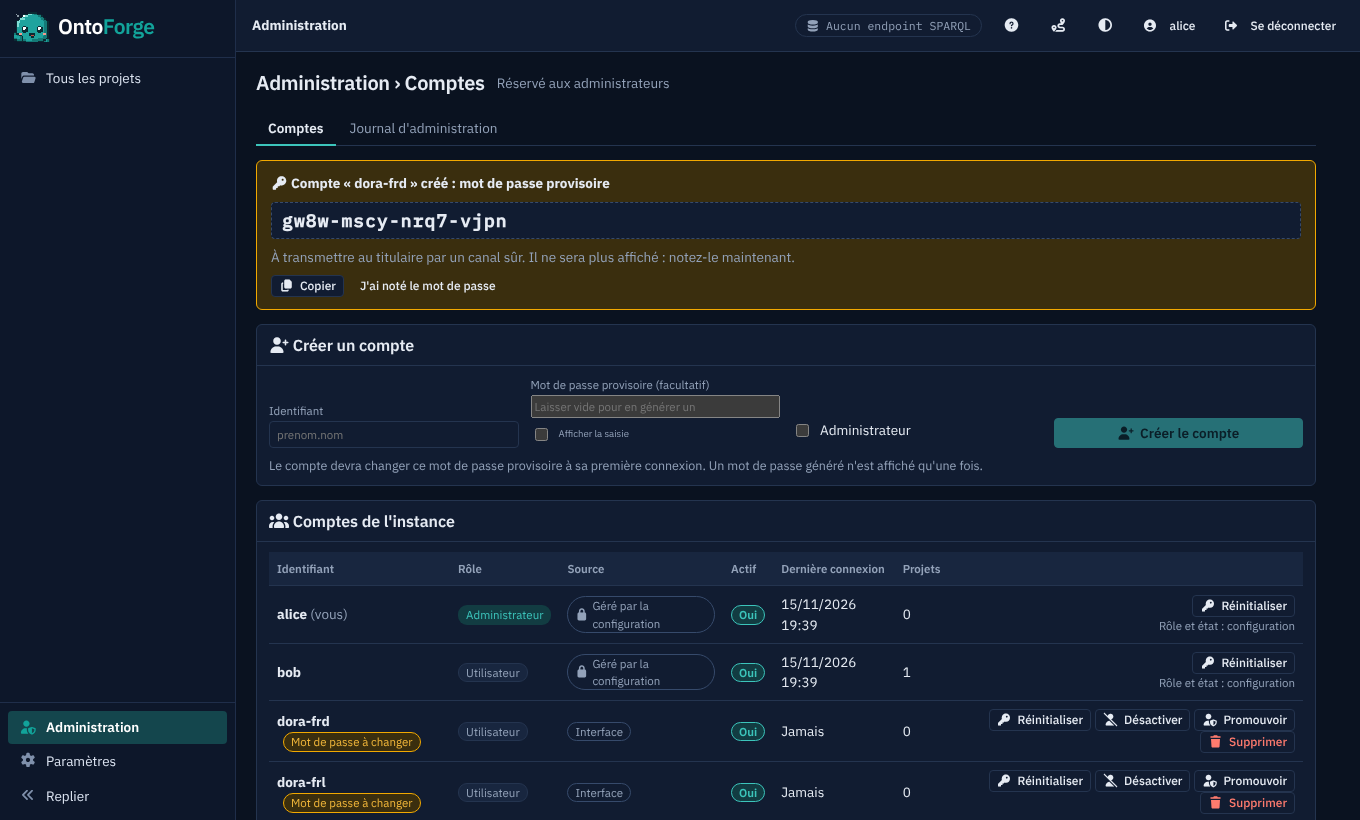 OntoForge
Administration
Aucun endpoint SPARQL
alice
Se déconnecter
Tous les projets
Administration › Comptes
Réservé aux administrateurs
Comptes
Journal d'administration
Compte « dora-frd » créé : mot de passe provisoire
gw8w-mscy-nrq7-vjpn
À transmettre au titulaire par un canal sûr. Il ne sera plus affiché : notez-le maintenant.
Copier
J'ai noté le mot de passe
Créer un compte
Identifiant
prenom.nom
Mot de passe provisoire (facultatif)
Laisser vide pour en générer un
Afficher la saisie
Administrateur
Créer le compte
Le compte devra changer ce mot de passe provisoire à sa première connexion. Un mot de passe généré n'est affiché qu'une fois.
Comptes de l'instance
Identifiant Rôle Source Actif Dernière connexion Projets
alice (vous) Administrateur Géré par la configuration Oui 15/11/2026 19:39 0 Réinitialiser
Rôle et état : configuration
bob Utilisateur Géré par la configuration Oui 15/11/2026 19:39 1 Réinitialiser
Rôle et état : configuration
dora-frd Utilisateur Interface Oui Jamais 0 Réinitialiser Désactiver Promouvoir
Mot de passe à changer Supprimer
dora-frl Utilisateur Interface Oui Jamais 0 Réinitialiser Désactiver Promouvoir
Mot de passe à changer Supprimer
Administration
Paramètres
Replier